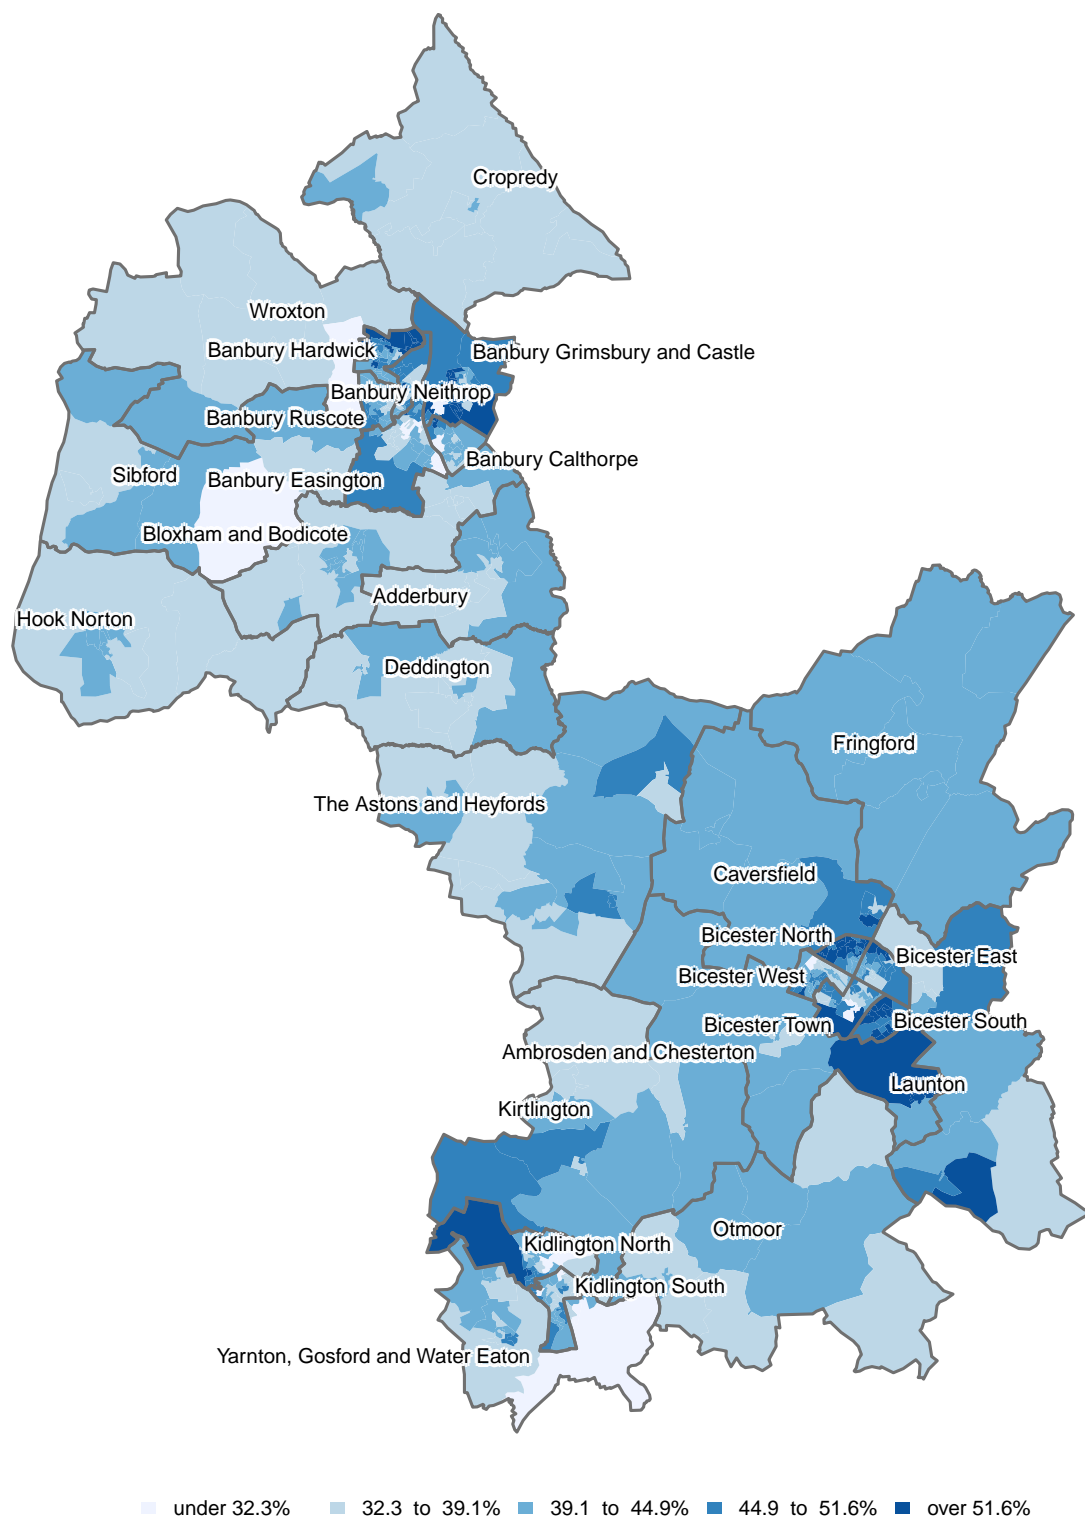 Cropredy
Wroxton
Banbury Hardwick
Banbury Grimsbury and Castle
Banbury Neithrop
Banbury Ruscote
Banbury Calthorpe
Sibford
Banbury Easington
Bloxham and Bodicote
Adderbury
Hook Norton
Deddington
Fringford
The Astons and Heyfords
Caversfield
Bicester North
Bicester East
Bicester West
Bicester Town
Bicester South
Ambrosden and Chesterton
Launton
Kirtlington
Otmoor
Kidlington North
Kidlington South
Yarnton, Gosford and Water Eaton
under 32.3% 32.3 to 39.1% 39.1 to 44.9% 44.9 to 51.6% over 51.6%